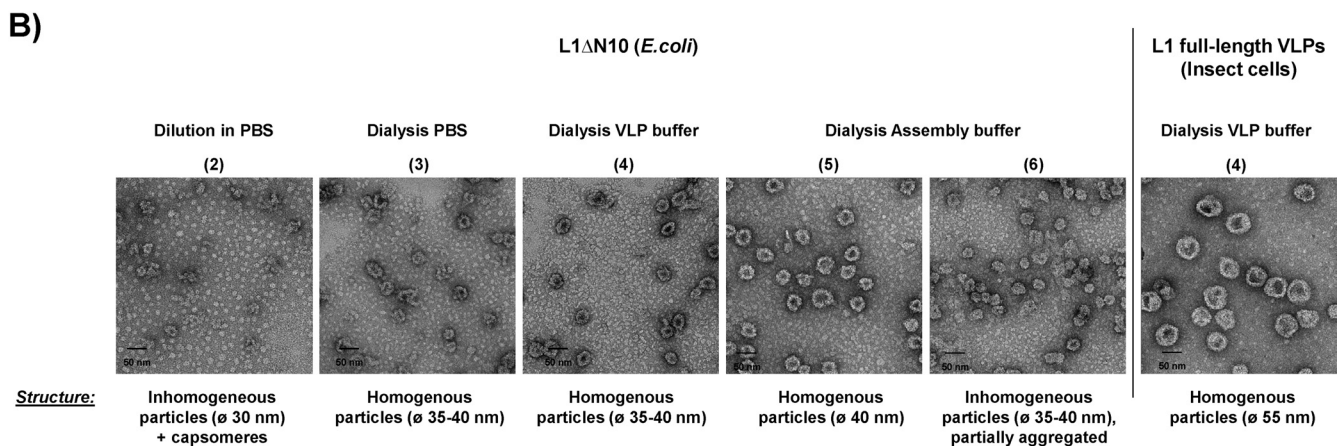 B)
L1ΔN10 (E.coli)
L1 full-length VLPs
(Insect cells)
Dilution in PBS
Dialysis PBS
Dialysis VLP buffer
Dialysis Assembly buffer
Dialysis VLP buffer
(2)
(3)
(4)
(5)
(6)
(4)
50 nm
50 nm
50 nm
50 nm
50 nm
50 nm
Structure:
Inhomogeneous
particles (ø 30 nm)
+ capsomeres
Homogenous
particles (ø 35-40 nm)
Homogenous
particles (ø 35-40 nm)
Homogenous
particles (ø 40 nm)
Inhomogeneous
particles (ø 35-40 nm),
partially aggregated
Homogenous
particles (ø 55 nm)